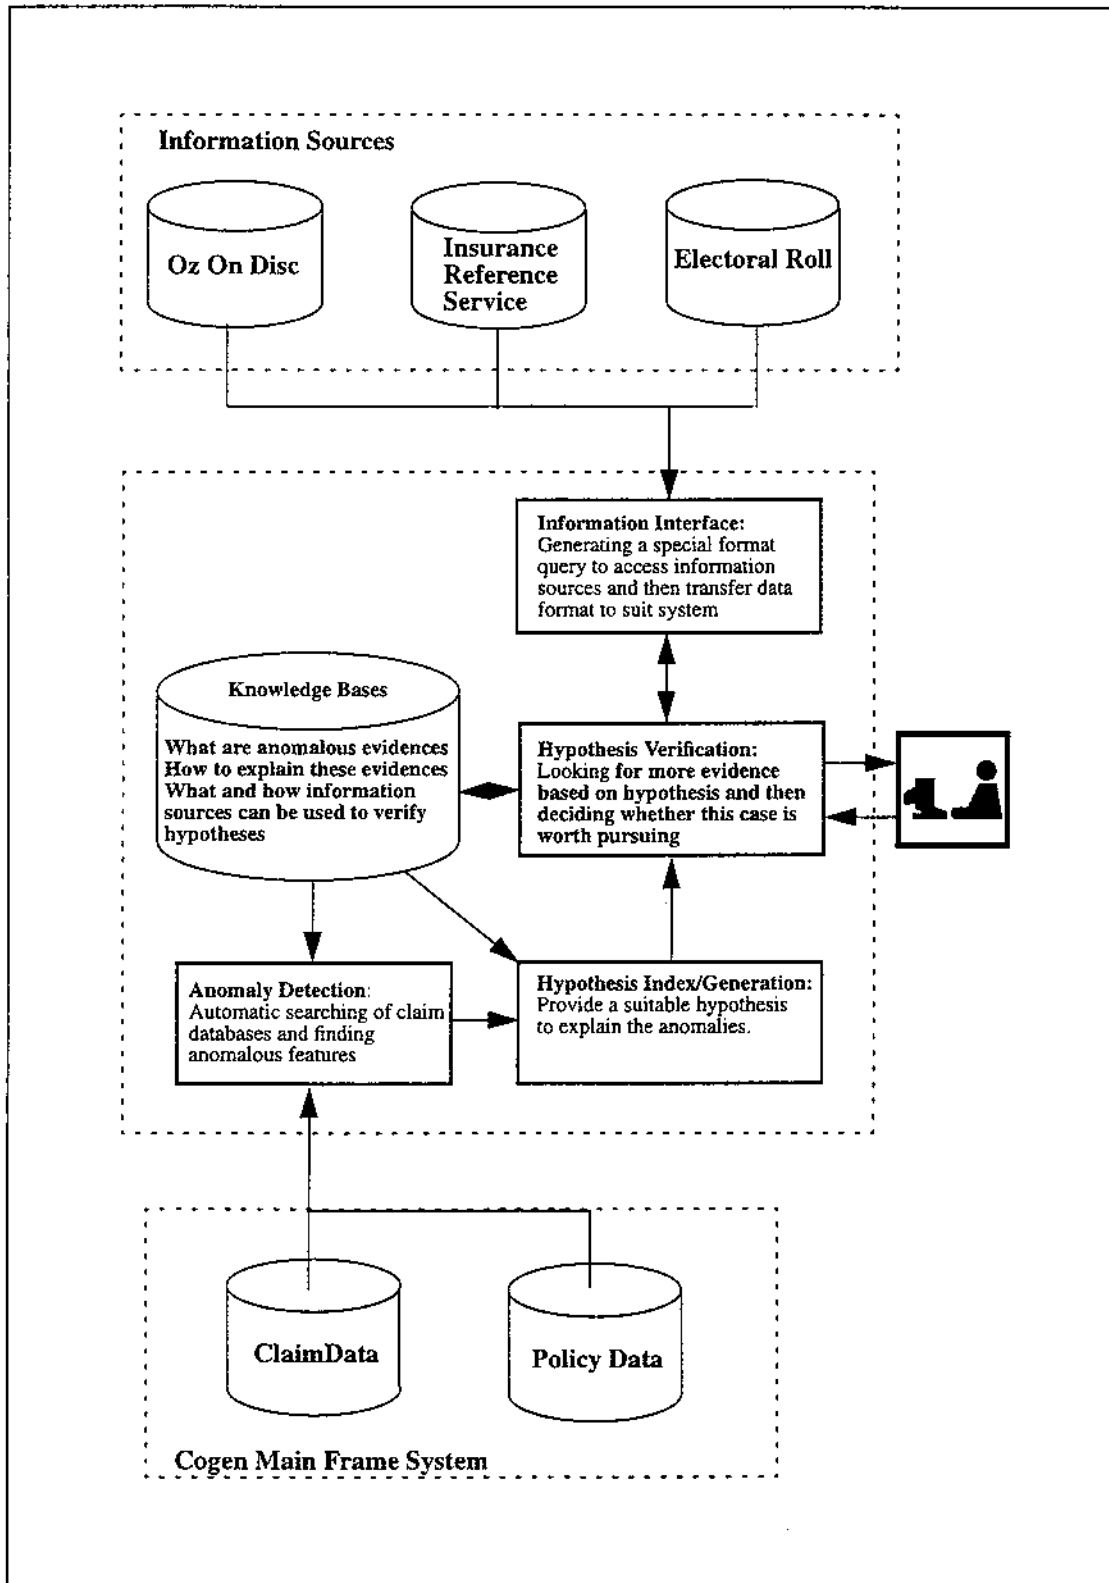 Information Sources
Oz On Disc
Insurance
Reference
Service
Electoral Roll
Information Interface:
Generating a special format
query to access information
sources and then transfer data
format to suit system
Knowledge Bases
What are anomalous evidences
How to explain these evidences
What and how information
sources can be used to verify
hypotheses
Hypothesis Verification:
Looking for more evidence
based on hypothesis and then
deciding whether this case is
worth pursuing
Anomaly Detection:
Automatic searching of claim
databases and finding
anomalous features
Hypothesis Index/Generation:
Provide a suitable hypothesis
to explain the anomalies.
ClaimData
Policy Data
Cogen Main Frame System